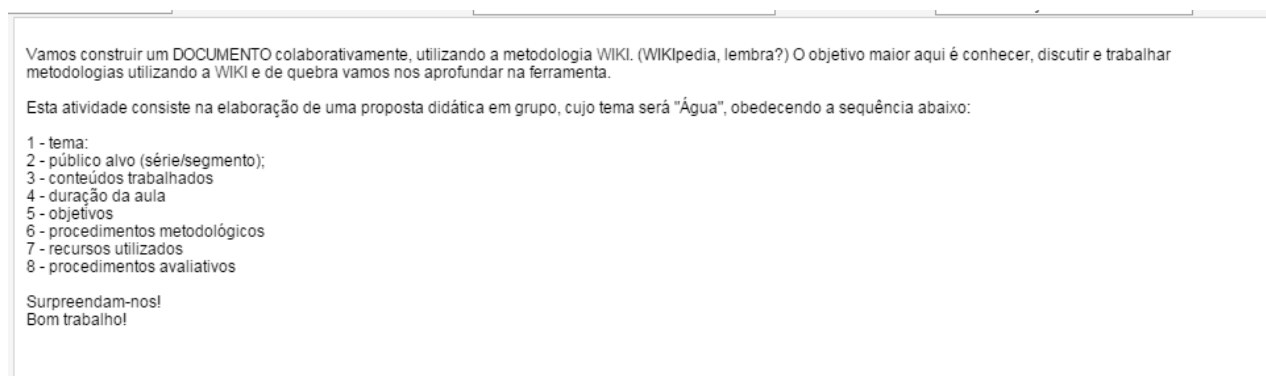 Vamos construir um DOCUMENTO colaborativamente, utilizando a metodologia WIKI. (WIKIpedia, lembra?) O objetivo maior aqui é conhecer, discutir e trabalhar
metodologias utilizando a WIKI e de quebra vamos nos aprofundar na ferramenta.
Esta atividade consiste na elaboração de uma proposta didática em grupo, cujo tema será "Água", obedecendo a sequência abaixo:
1 - tema:
2 - público alvo (série/segmento);
3 - conteúdos trabalhados
4 - duração da aula
5 - objetivos
6 - procedimentos metodológicos
7 - recursos utilizados
8 - procedimentos avaliativos
Surpreendam-nos!
Bom trabalho!